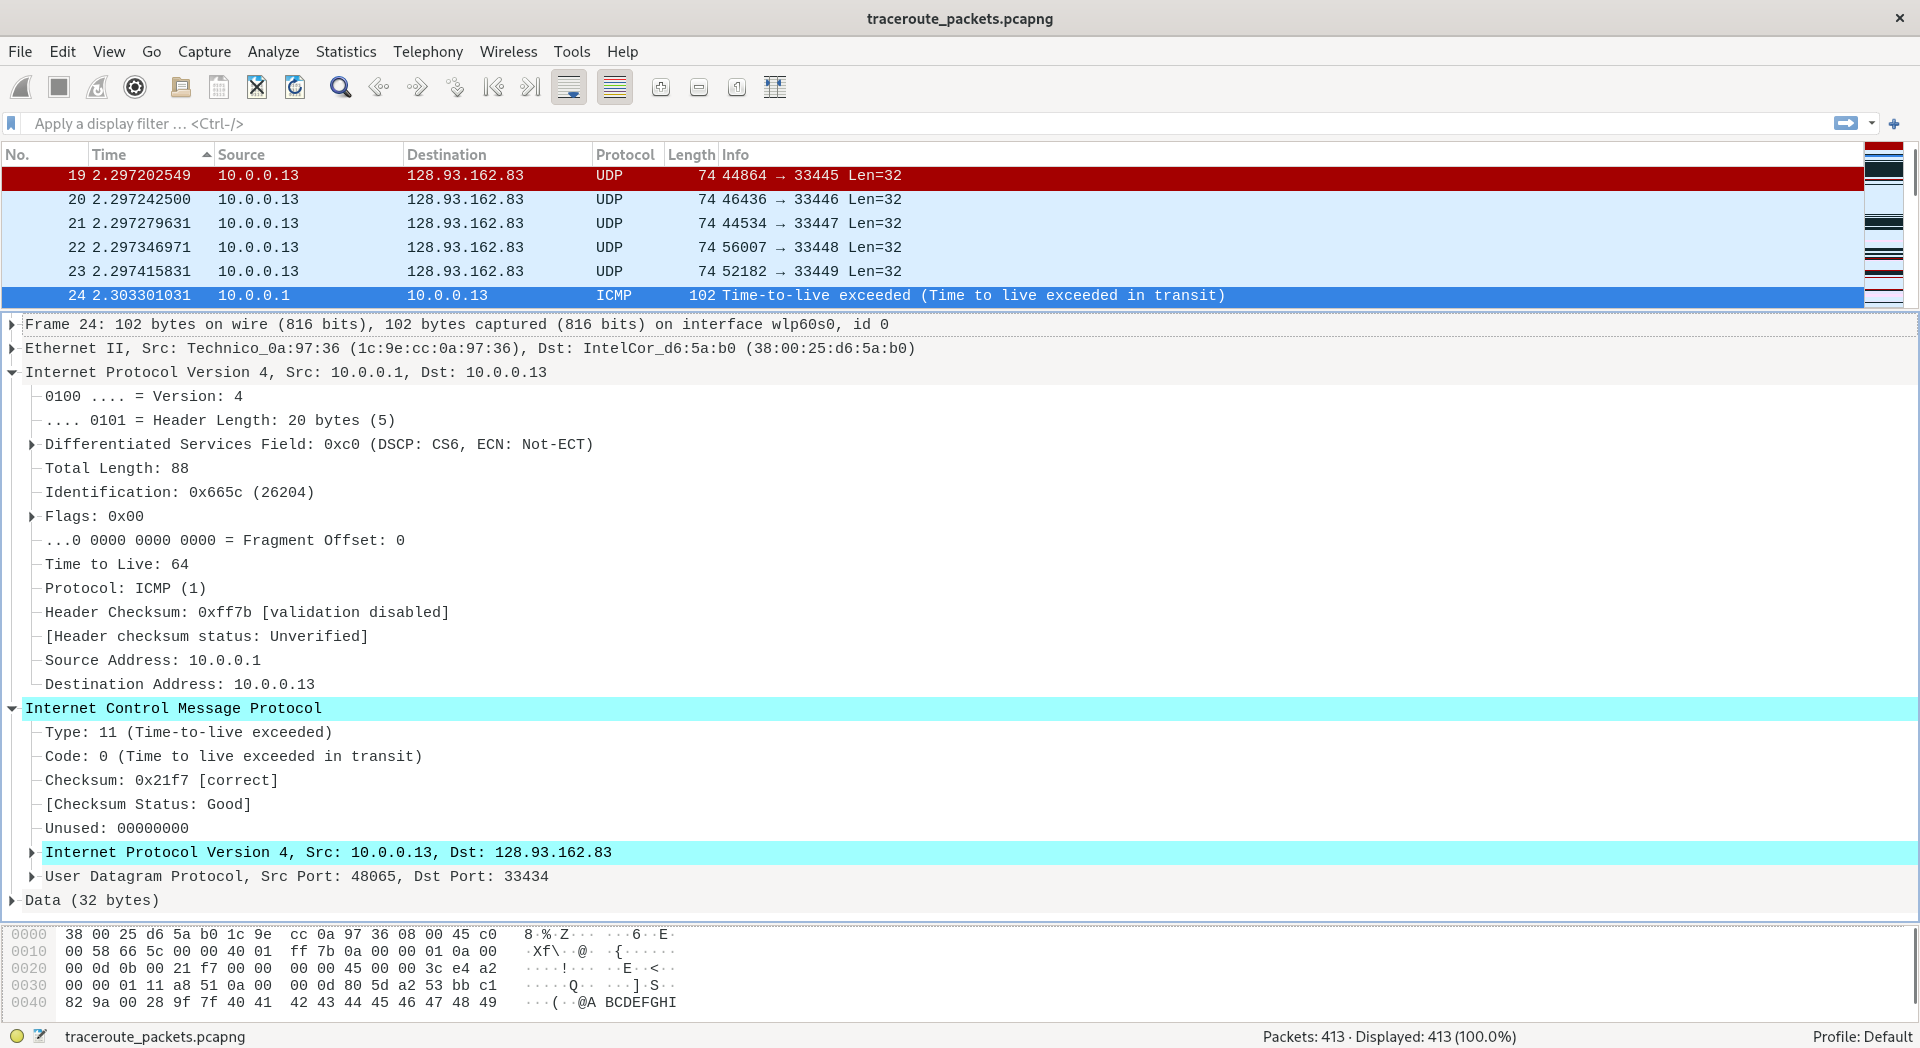 traceroute_packets.pcapng
File Edit View Go Capture Analyze Statistics Telephony Wireless Tools Help
Apply a display filter … <Ctrl-/>
No. Time Source Destination Protocol Length Info
19 2.297202549 10.0.0.13 128.93.162.83 UDP 74 44864 → 33445 Len=32
20 2.297242500 10.0.0.13 128.93.162.83 UDP 74 46436 → 33446 Len=32
21 2.297279631 10.0.0.13 128.93.162.83 UDP 74 44534 → 33447 Len=32
22 2.297346971 10.0.0.13 128.93.162.83 UDP 74 56007 → 33448 Len=32
23 2.297415831 10.0.0.13 128.93.162.83 UDP 74 52182 → 33449 Len=32
24 2.303301031 10.0.0.1 10.0.0.13 ICMP 102 Time-to-live exceeded (Time to live exceeded in transit)
Frame 24: 102 bytes on wire (816 bits), 102 bytes captured (816 bits) on interface wlp60s0, id 0
Ethernet II, Src: Technico_0a:97:36 (1c:9e:cc:0a:97:36), Dst: IntelCor_d6:5a:b0 (38:00:25:d6:5a:b0)
Internet Protocol Version 4, Src: 10.0.0.1, Dst: 10.0.0.13
0100 .... = Version: 4
.... 0101 = Header Length: 20 bytes (5)
Differentiated Services Field: 0xc0 (DSCP: CS6, ECN: Not-ECT)
Total Length: 88
Identification: 0x665c (26204)
Flags: 0x00
...0 0000 0000 0000 = Fragment Offset: 0
Time to Live: 64
Protocol: ICMP (1)
Header Checksum: 0xff7b [validation disabled]
[Header checksum status: Unverified]
Source Address: 10.0.0.1
Destination Address: 10.0.0.13
Internet Control Message Protocol
Type: 11 (Time-to-live exceeded)
Code: 0 (Time to live exceeded in transit)
Checksum: 0x21f7 [correct]
[Checksum Status: Good]
Unused: 00000000
Internet Protocol Version 4, Src: 10.0.0.13, Dst: 128.93.162.83
User Datagram Protocol, Src Port: 48065, Dst Port: 33434
Data (32 bytes)
0000 38 00 25 d6 5a b0 1c 9e cc 0a 97 36 08 00 45 c0 8·%·Z··· ···6··E·
0010 00 58 66 5c 00 00 40 01 ff 7b 0a 00 00 01 0a 00 ·Xf\··@· ·{······
0020 00 0d 0b 00 21 f7 00 00 00 00 45 00 00 3c e4 a2 ····!··· ··E··<··
0030 00 00 01 11 a8 51 0a 00 00 0d 80 5d a2 53 bb c1 ·····Q·· ···]·S··
0040 82 9a 00 28 9f 7f 40 41 42 43 44 45 46 47 48 49 ···(··@A BCDEFGHI
traceroute_packets.pcapng Packets: 413 · Displayed: 413 (100.0%) Profile: Default